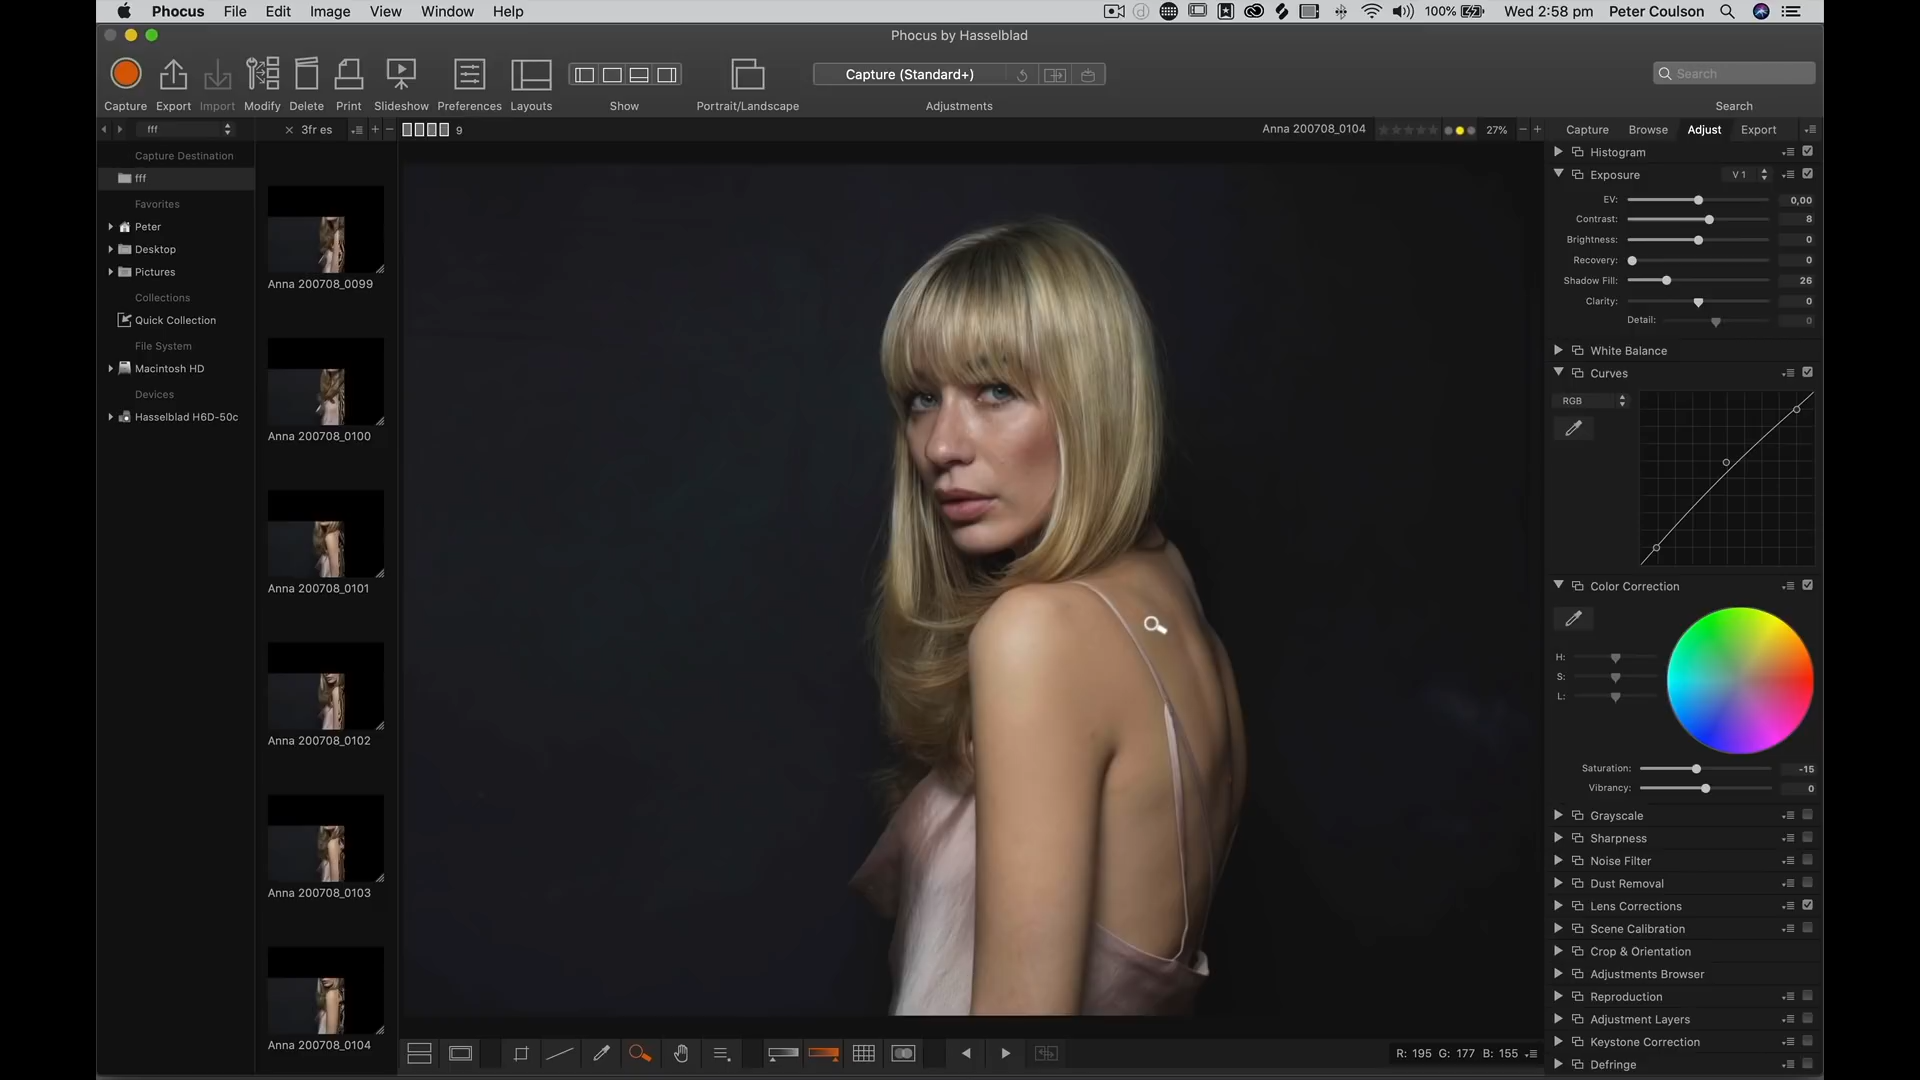 Phocus File Edit Image View Window Help 100% Wed 2:58 pm Peter Coulson
Phocus by Hasselblad
Capture (Standard+)
Search
Capture Export Import Modify Delete Print Slideshow Preferences Layouts Show Portrait/Landscape Adjustments Search
fff 3fr es 9 Anna 200708_0104 27% Capture Browse Adjust Export
Capture Destination
fff
Favorites
Peter
Desktop
Pictures
Collections
Quick Collection
File System
Macintosh HD
Devices
Hasselblad H6D-50c
Anna 200708_0099
Anna 200708_0100
Anna 200708_0101
Anna 200708_0102
Anna 200708_0103
Anna 200708_0104
Histogram
Exposure V 1
EV: 0,00
Contrast: 8
Brightness: 0
Recovery: 0
Shadow Fill: 26
Clarity: 0
Detail: 0
White Balance
Curves
RGB
Color Correction
H:
S:
L:
Saturation: -15
Vibrancy: 0
Grayscale
Sharpness
Noise Filter
Dust Removal
Lens Corrections
Scene Calibration
Crop & Orientation
Adjustments Browser
Reproduction
Adjustment Layers
Keystone Correction
Defringe
R: 195 G: 177 B: 155